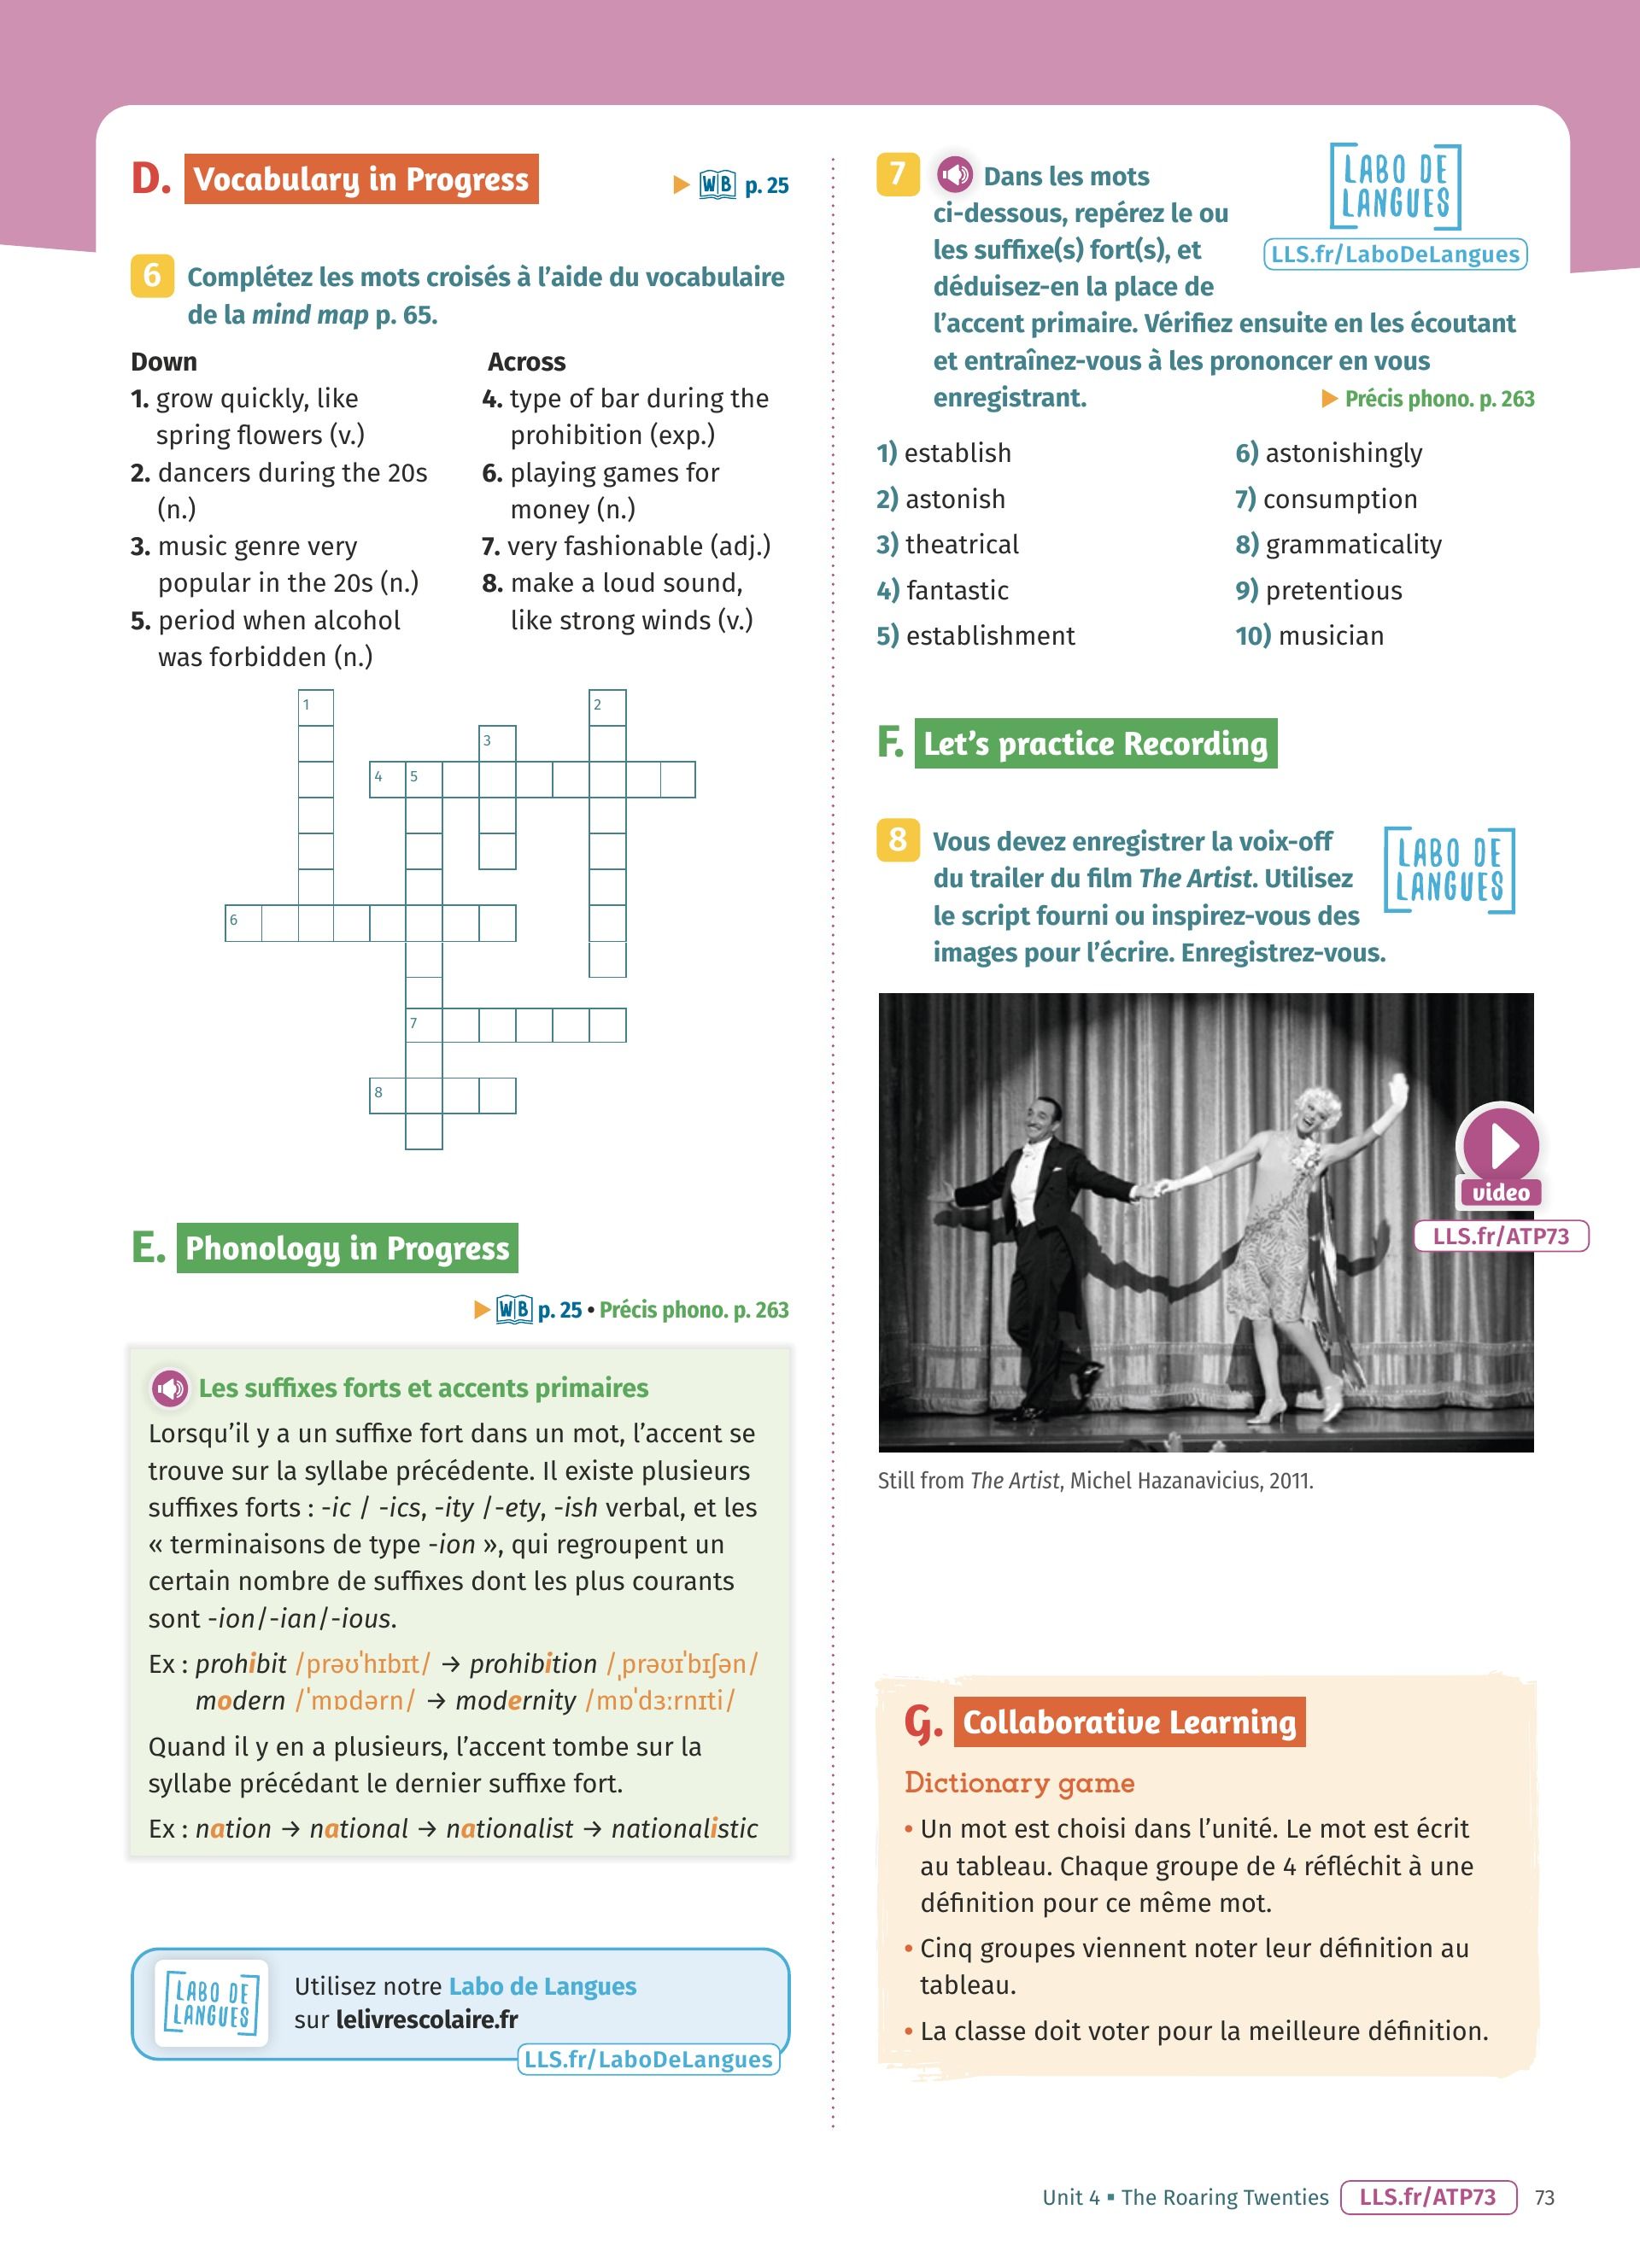 D. Vocabulary in Progress
WB p. 25
6 Complétez les mots croisés à l'aide du vocabulaire
de la mind map p. 65.
Down
1. grow quickly, like
spring flowers (v.)
2. dancers during the 20s
(n.)
3. music genre very
popular in the 20s (n.)
5. period when alcohol
was forbidden (n.)
Across
4. type of bar during the
prohibition (exp.)
6. playing games for
money (n.)
7. very fashionable (adj.)
8. make a loud sound,
like strong winds (v.)
1
2
3
4 5
6
7
8
E. Phonology in Progress
WB p. 25 • Précis phono. p. 263
Les suffixes forts et accents primaires
Lorsqu'il y a un suffixe fort dans un mot, l'accent se
trouve sur la syllabe précédente. Il existe plusieurs
suffixes forts : -ic / -ics, -ity /-ety, -ish verbal, et les
« terminaisons de type -ion », qui regroupent un
certain nombre de suffixes dont les plus courants
sont -ion/-ian/-ious.
Ex : prohibit /prəʊˈhɪbɪt/ → prohibition /ˌprəʊɪˈbɪʃən/
modern /ˈmɒdərn/ → modernity /mɒˈdɜːrnɪti/
Quand il y en a plusieurs, l'accent tombe sur la
syllabe précédant le dernier suffixe fort.
Ex : nation → national → nationalist → nationalistic
LABO DE
LANGUES
Utilisez notre Labo de Langues
sur lelivrescolaire.fr
LLS.fr/LaboDeLangues
7 Dans les mots
ci-dessous, repérez le ou
les suffixe(s) fort(s), et
déduisez-en la place de
l'accent primaire. Vérifiez ensuite en les écoutant
et entraînez-vous à les prononcer en vous
enregistrant.
Précis phono. p. 263
LABO DE
LANGUES
LLS.fr/LaboDeLangues
1) establish
2) astonish
3) theatrical
4) fantastic
5) establishment
6) astonishingly
7) consumption
8) grammaticality
9) pretentious
10) musician
F. Let's practice Recording
8 Vous devez enregistrer la voix-off
du trailer du film The Artist. Utilisez
le script fourni ou inspirez-vous des
images pour l'écrire. Enregistrez-vous.
LABO DE
LANGUES
video
LLS.fr/ATP73
Still from The Artist, Michel Hazanavicius, 2011.
G. Collaborative Learning
Dictionary game
• Un mot est choisi dans l'unité. Le mot est écrit
au tableau. Chaque groupe de 4 réfléchit à une
définition pour ce même mot.
• Cinq groupes viennent noter leur définition au
tableau.
• La classe doit voter pour la meilleure définition.
Unit 4 ▪ The Roaring Twenties LLS.fr/ATP73 73